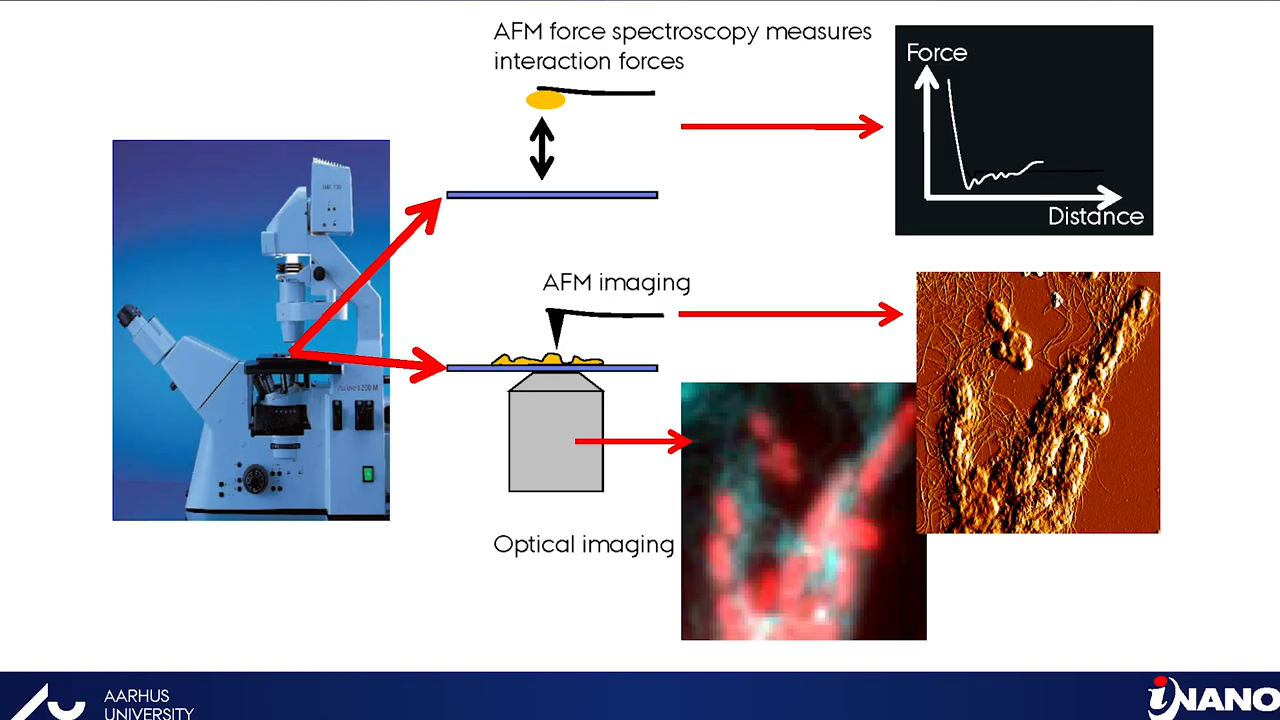 AFM force spectroscopy measures
interaction forces
Force
Distance
AFM imaging
Optical imaging
AARHUS
UNIVERSITY
iNANO